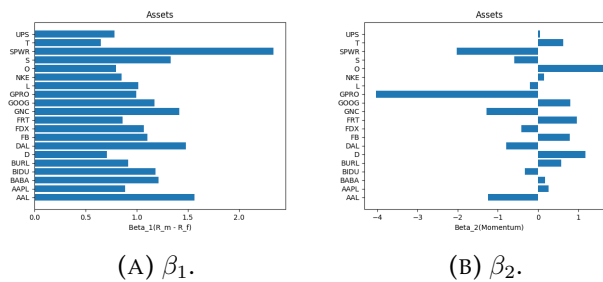 Assets
UPS
T
SPWR
S
O
NKE
L
GPRO
GOOG
GNC
FRT
FDX
FB
DAL
D
BURL
BIDU
BABA
AAPL
AAL
0.0 0.5 1.0 1.5 2.0
Beta_1(R_m - R_f)
(A) β₁.
Assets
UPS
T
SPWR
S
O
NKE
L
GPRO
GOOG
GNC
FRT
FDX
FB
DAL
D
BURL
BIDU
BABA
AAPL
AAL
−4 −3 −2 −1 0 1
Beta_2(Momentum)
(B) β₂.